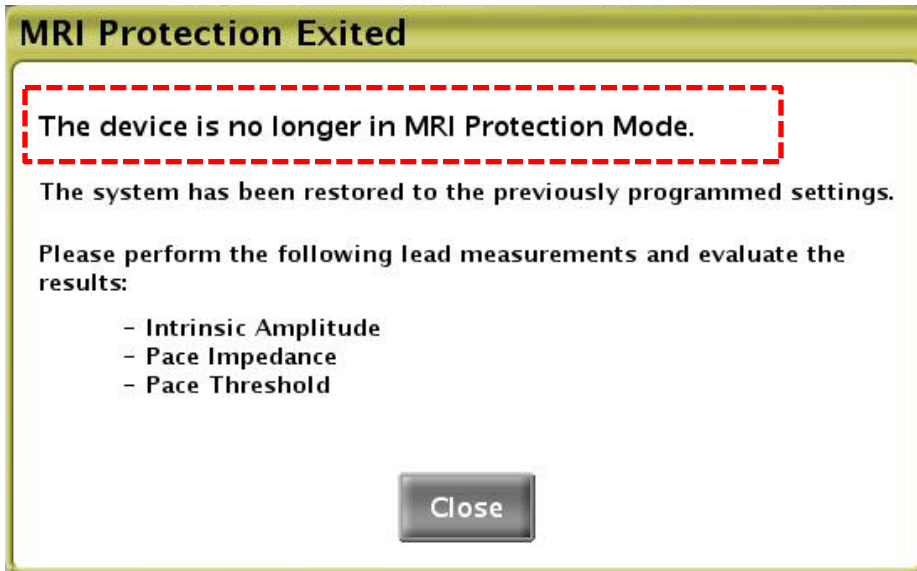 MRI Protection Exited
The device is no longer in MRI Protection Mode.
The system has been restored to the previously programmed settings.
Please perform the following lead measurements and evaluate the
results:
- Intrinsic Amplitude
- Pace Impedance
- Pace Threshold
Close